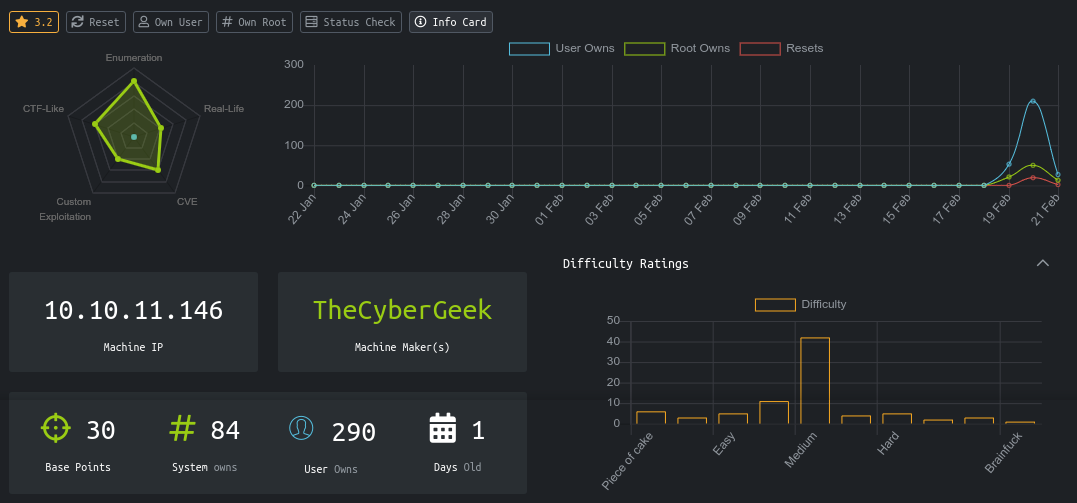 3.2 Reset Own User Own Root Status Check Info Card
Enumeration
CTF-Like
Real-Life
Custom
Exploitation
CVE
User Owns Root Owns Resets
300
200
100
0
22 Jan 24 Jan 26 Jan 28 Jan 30 Jan 01 Feb 03 Feb 05 Feb 07 Feb 09 Feb 11 Feb 13 Feb 15 Feb 17 Feb 19 Feb 21 Feb
10.10.11.146
Machine IP
TheCyberGeek
Machine Maker(s)
30
Base Points
84
System owns
290
User Owns
1
Days Old
Difficulty Ratings
Difficulty
50
40
30
20
10
0
Piece of cake Easy Medium Hard Brainfuck